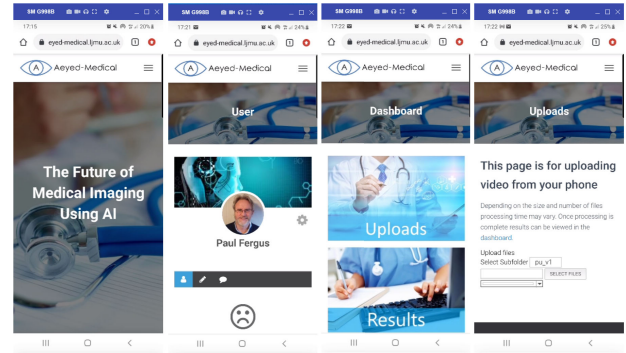 SM G998B
17:15
20%
eyed-medical.ljmu.ac.uk
1
A
Aeyed-Medical
The Future of
Medical Imaging
Using AI
SM G998B
17:21
24%
eyed-medical.ljmu.ac.uk
1
A
Aeyed-Medical
User
Paul Fergus
SM G998B
17:22
24%
eyed-medical.ljmu.ac.uk
1
A
Aeyed-Medical
Dashboard
Uploads
Results
SM G998B
17:22
25%
eyed-medical.ljmu.ac.uk
1
A
Aeyed-Medical
Uploads
This page is for uploading
video from your phone
Depending on the size and number of files
processing time may vary. Once processing is
complete results can be viewed in the
dashboard.
Upload files
Select Subfolder pu_v1
SELECT FILES